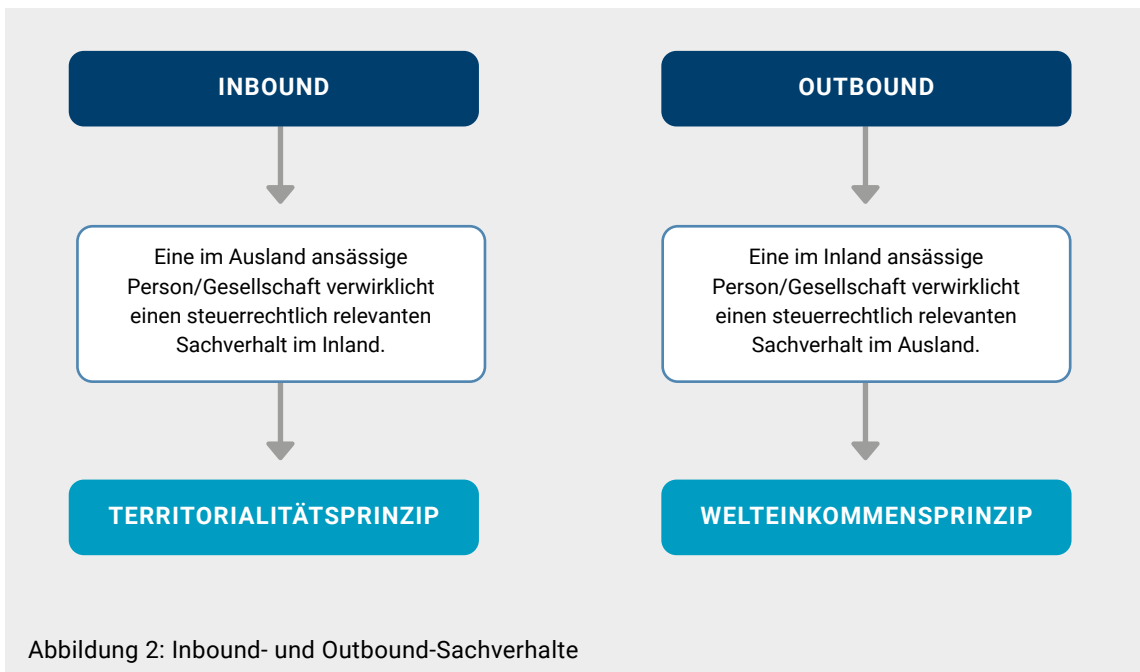 INBOUND
Eine im Ausland ansässige
Person/Gesellschaft verwirklicht
einen steuerrechtlich relevanten
Sachverhalt im Inland.
TERRITORIALITÄTSPRINZIP
OUTBOUND
Eine im Inland ansässige
Person/Gesellschaft verwirklicht
einen steuerrechtlich relevanten
Sachverhalt im Ausland.
WELTEINKOMMENSPRINZIP
Abbildung 2: Inbound- und Outbound-Sachverhalte